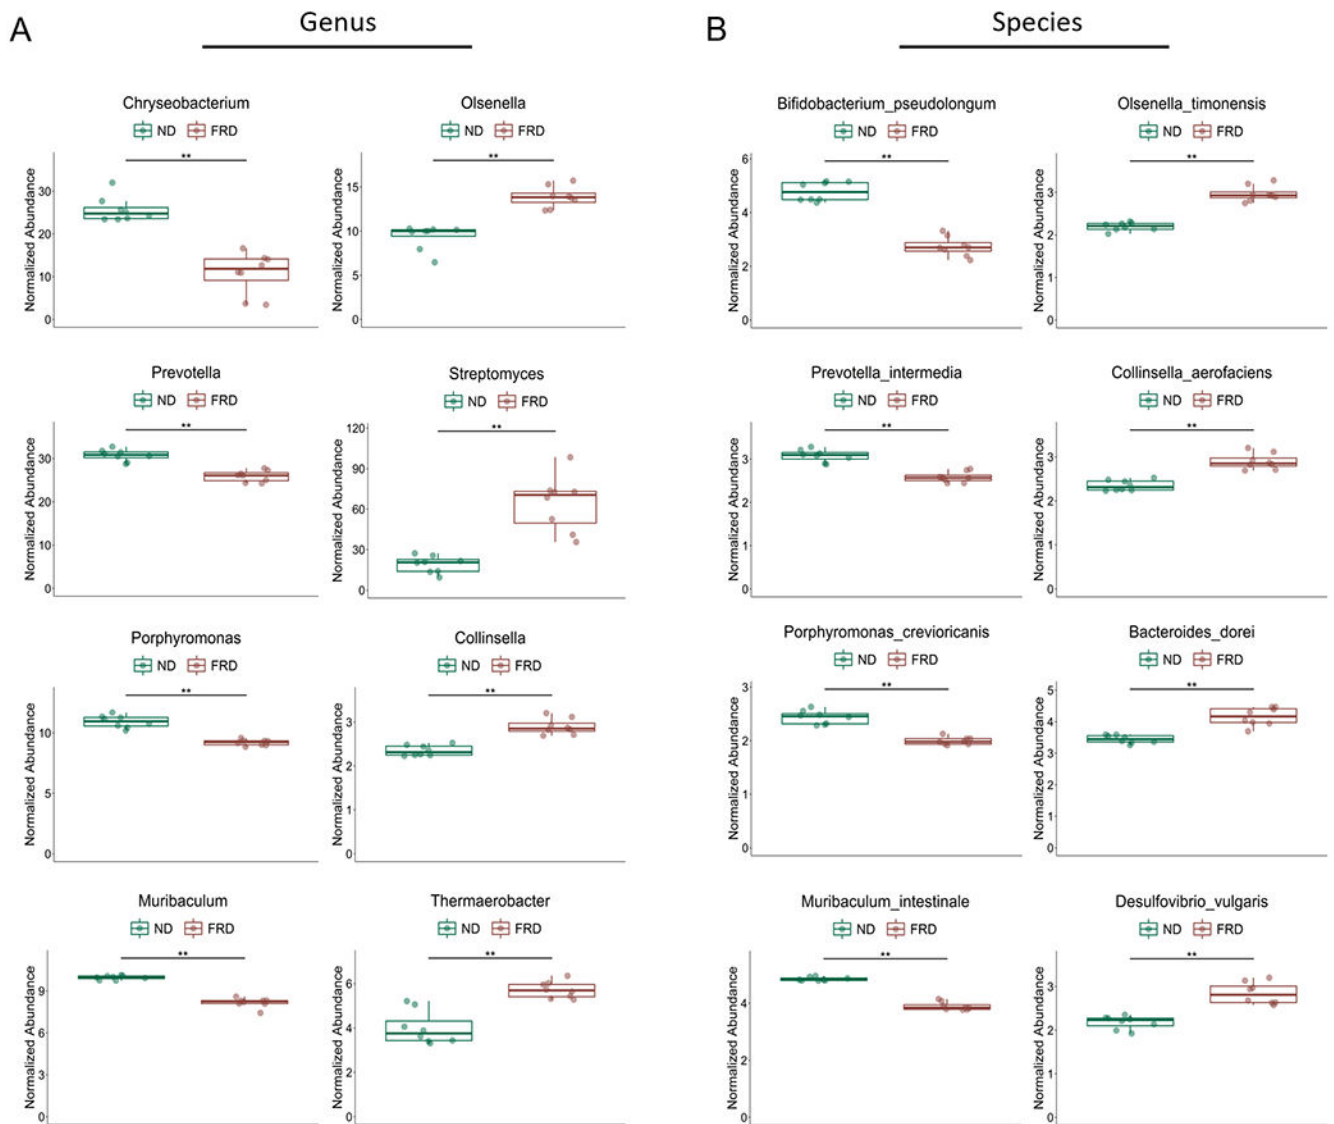 A
Genus
Chryseobacterium
ND FRD
**
Normalized Abundance
30
20
10
0
Olsenella
ND FRD
**
Normalized Abundance
15
10
5
0
Prevotella
ND FRD
**
Normalized Abundance
30
20
10
0
Streptomyces
ND FRD
**
Normalized Abundance
120
90
60
30
0
Porphyromonas
ND FRD
**
Normalized Abundance
10
5
0
Collinsella
ND FRD
**
Normalized Abundance
3
2
1
0
Muribaculum
ND FRD
**
Normalized Abundance
9
6
3
0
Thermaerobacter
ND FRD
**
Normalized Abundance
6
4
2
0
B
Species
Bifidobacterium_pseudolongum
ND FRD
**
Normalized Abundance
6
4
2
0
Olsenella_timonensis
ND FRD
**
Normalized Abundance
3
2
1
0
Prevotella_intermedia
ND FRD
**
Normalized Abundance
3
2
1
0
Collinsella_aerofaciens
ND FRD
**
Normalized Abundance
3
2
1
0
Porphyromonas_crevioricanis
ND FRD
**
Normalized Abundance
3
2
1
0
Bacteroides_dorei
ND FRD
**
Normalized Abundance
5
4
3
2
1
0
Muribaculum_intestinale
ND FRD
**
Normalized Abundance
4
2
0
Desulfovibrio_vulgaris
ND FRD
**
Normalized Abundance
3
2
1
0